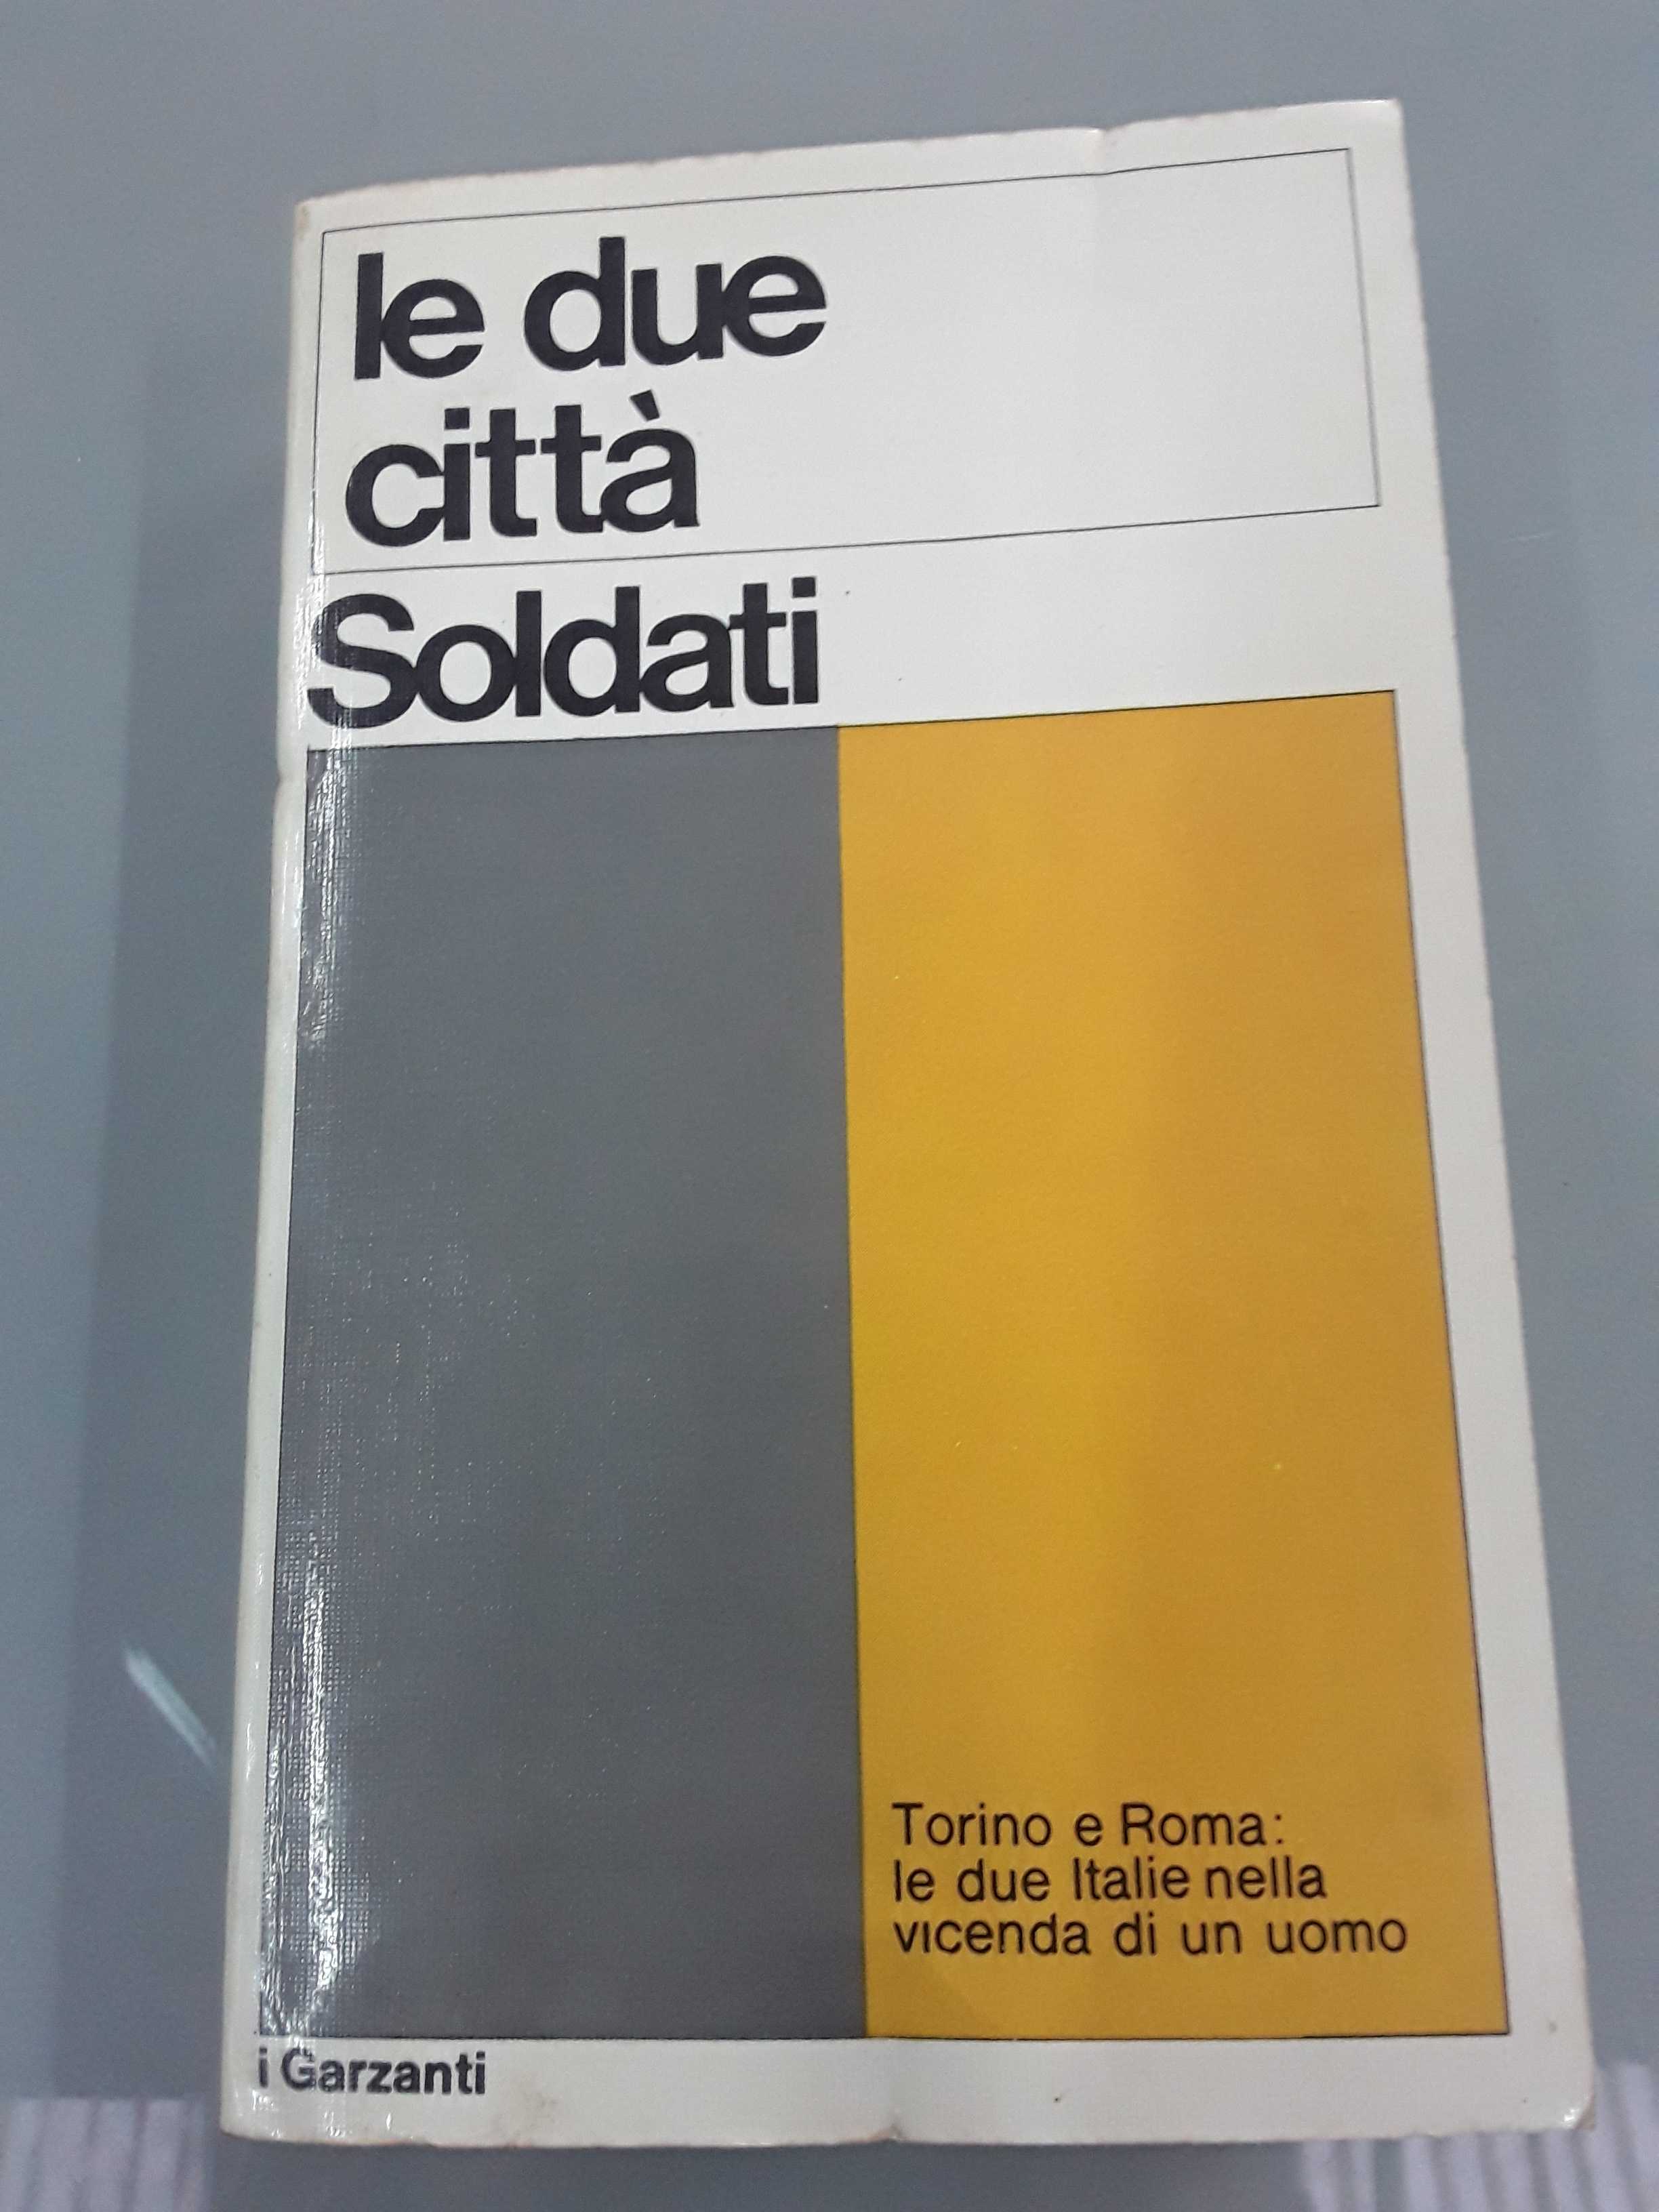 le due
città
Soldati
Torino e Roma:
le due Italie nella
vicenda di un uomo
i Garzanti